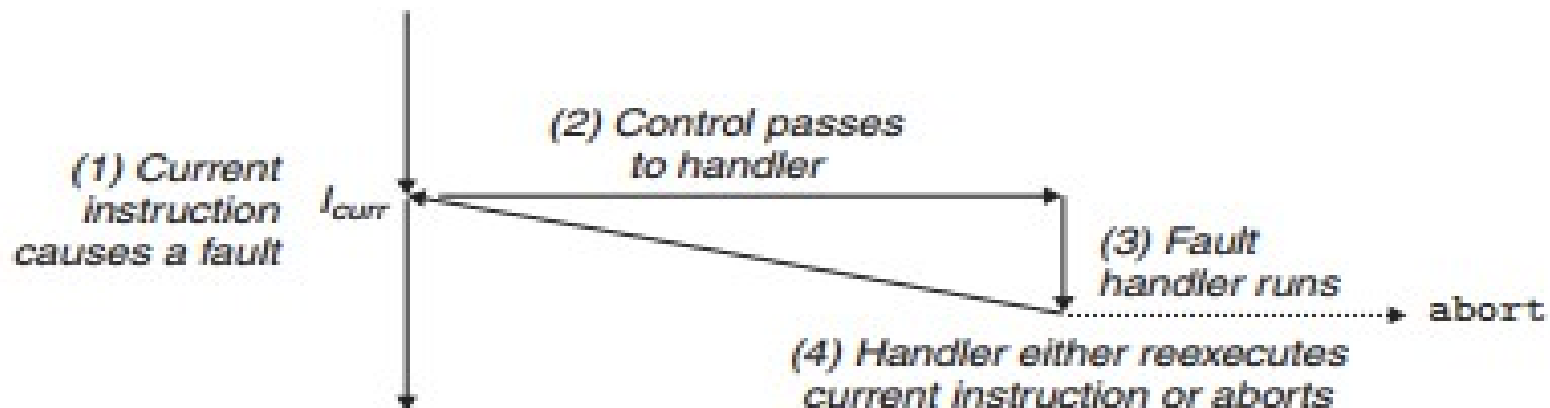 (1) Current
instruction
causes a fault
Icurr
(2) Control passes
to handler
(3) Fault
handler runs
abort
(4) Handler either reexecutes
current instruction or aborts